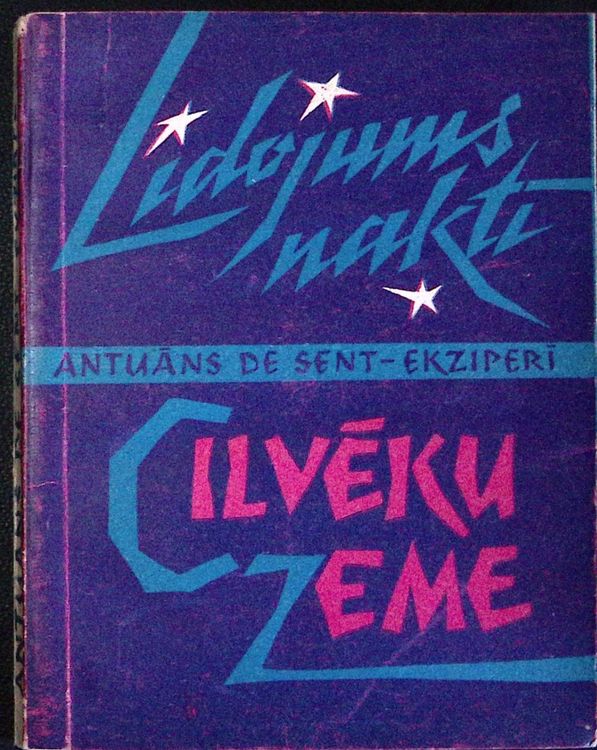 Lidojums
naktī
ANTUĀNS DE SENT-EKZIPERĪ
CILVĒKU
ZEME